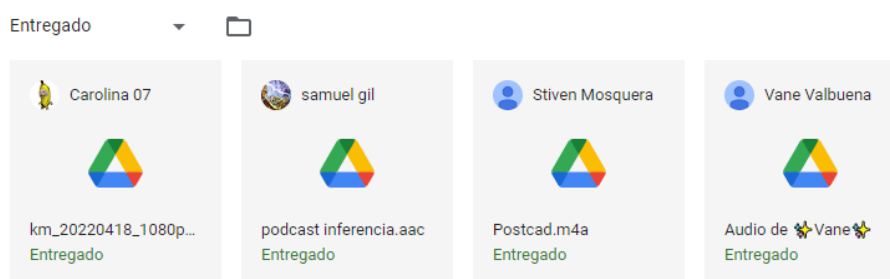 Entregado
Carolina 07
samuel gil
Stiven Mosquera
Vane Valbuena
km_20220418_1080p...
podcast inferencia.aac
Postcad.m4a
Audio de ✨Vane✨
Entregado
Entregado
Entregado
Entregado